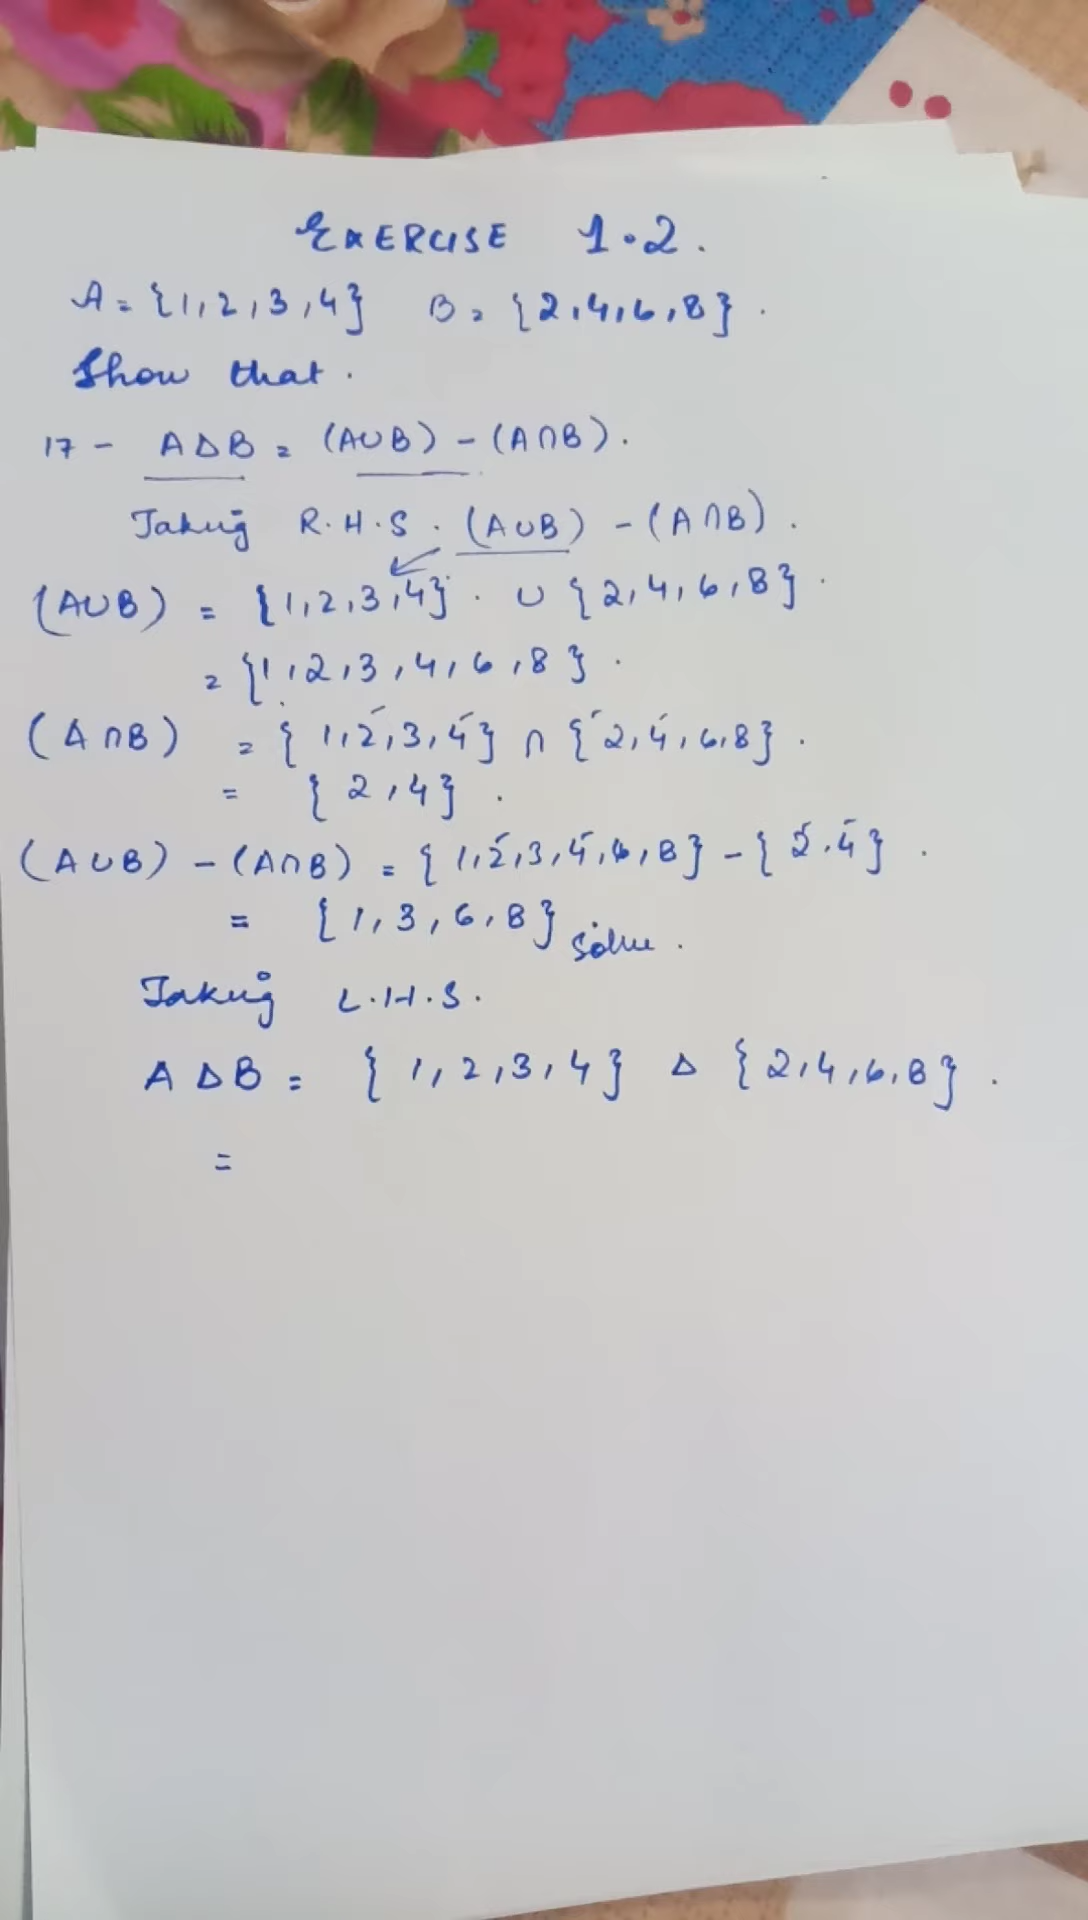 EXERCISE 1.2.
A = {1,2,3,4} B = {2,4,6,8}.
Show that.
17 - A Δ B = (A∪B) - (A∩B).
Taking R.H.S. (A∪B) - (A∩B).
(A∪B) = {1,2,3,4}. ∪ {2,4,6,8}.
= {1,2,3,4,6,8}.
(A∩B) = {1,2,3,4} ∩ {2,4,6,8}.
= {2,4}.
(A∪B) - (A∩B) = {1,2,3,4,6,8} - {2,4}.
= {1,3,6,8}
Taking L.H.S.
A Δ B = {1,2,3,4} Δ {2,4,6,8}.
=